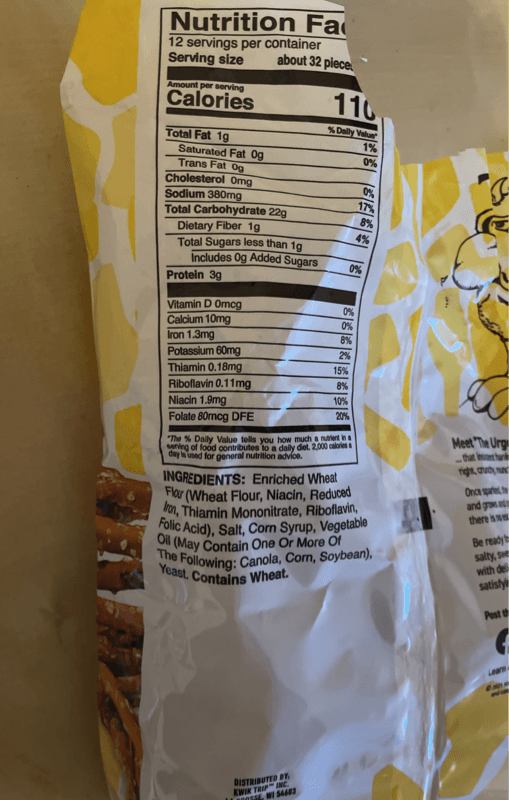 Nutrition Fa
12 servings per container
Serving size about 32 pieces
Amount per serving
Calories 110
% Daily Value*
Total Fat 1g 1%
Saturated Fat 0g 0%
Trans Fat 0g
Cholesterol 0mg 0%
Sodium 380mg 17%
Total Carbohydrate 22g 8%
Dietary Fiber 1g 4%
Total Sugars less than 1g
Includes 0g Added Sugars 0%
Protein 3g
Vitamin D 0mcg 0%
Calcium 10mg 0%
Iron 1.3mg 8%
Potassium 60mg 2%
Thiamin 0.18mg 15%
Riboflavin 0.11mg 8%
Niacin 1.9mg 10%
Folate 80mcg DFE 20%
*The % Daily Value tells you how much a nutrient in a
serving of food contributes to a daily diet. 2,000 calories a
day is used for general nutrition advice.
INGREDIENTS: Enriched Wheat
Flour (Wheat Flour, Niacin, Reduced
Iron, Thiamin Mononitrate, Riboflavin,
Folic Acid), Salt, Corn Syrup, Vegetable
Oil (May Contain One Or More Of
The Following: Canola, Corn, Soybean),
Yeast. Contains Wheat.
DISTRIBUTED BY,
KWIK TRIP™ INC.
WI 54603
Meet "The Urge
... that
right, crunchy
Once
and
there is no
Be ready
salty,
with
Post
Learn